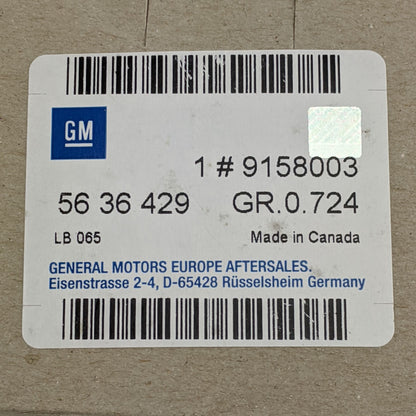 GM
1 # 9158003
56 36 429 GR.0.724
LB 065 Made in Canada
GENERAL MOTORS EUROPE AFTERSALES.
Eisenstrasse 2-4, D-65428 Rüsselsheim Germany